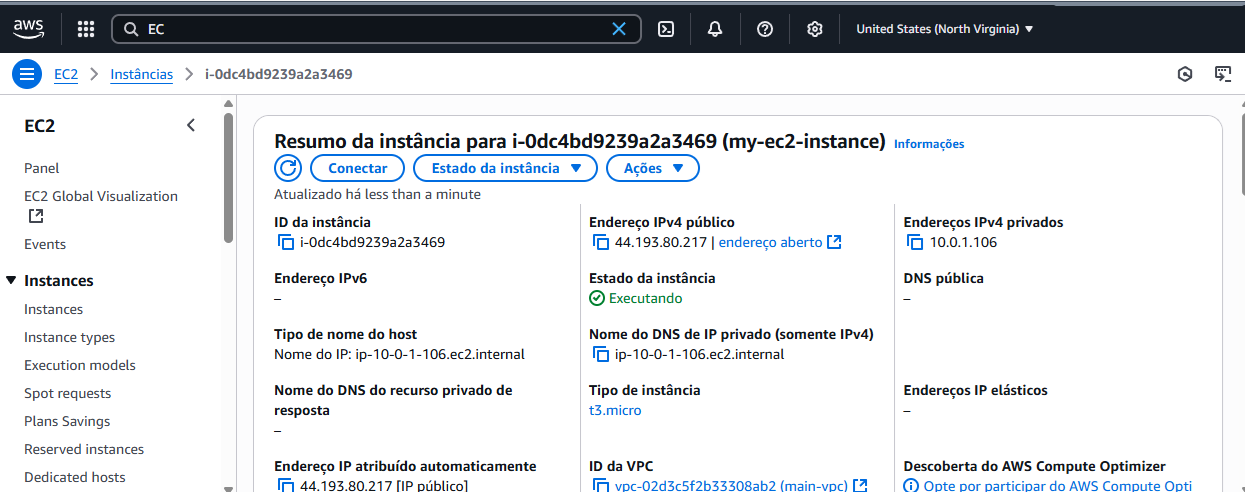 aws
EC
United States (North Virginia)
EC2
Instâncias
i-0dc4bd9239a2a3469
EC2
Panel
EC2 Global Visualization
Events
Instances
Instances
Instance types
Execution models
Spot requests
Plans Savings
Reserved instances
Dedicated hosts
Resumo da instância para i-0dc4bd9239a2a3469 (my-ec2-instance) Informações
Conectar
Estado da instância
Ações
Atualizado há less than a minute
ID da instância
i-0dc4bd9239a2a3469
Endereço IPv4 público
44.193.80.217 | endereço aberto
Endereços IPv4 privados
10.0.1.106
Endereço IPv6
–
Estado da instância
Executando
DNS pública
–
Tipo de nome do host
Nome do IP: ip-10-0-1-106.ec2.internal
Nome do DNS de IP privado (somente IPv4)
ip-10-0-1-106.ec2.internal
Nome do DNS do recurso privado de
resposta
–
Tipo de instância
t3.micro
Endereços IP elásticos
–
Endereço IP atribuído automaticamente
44.193.80.217 [IP público]
ID da VPC
vpc-02d3c5f2b33308ab2 (main-vpc)
Descoberta do AWS Compute Optimizer
Opte por participar do AWS Compute Opti